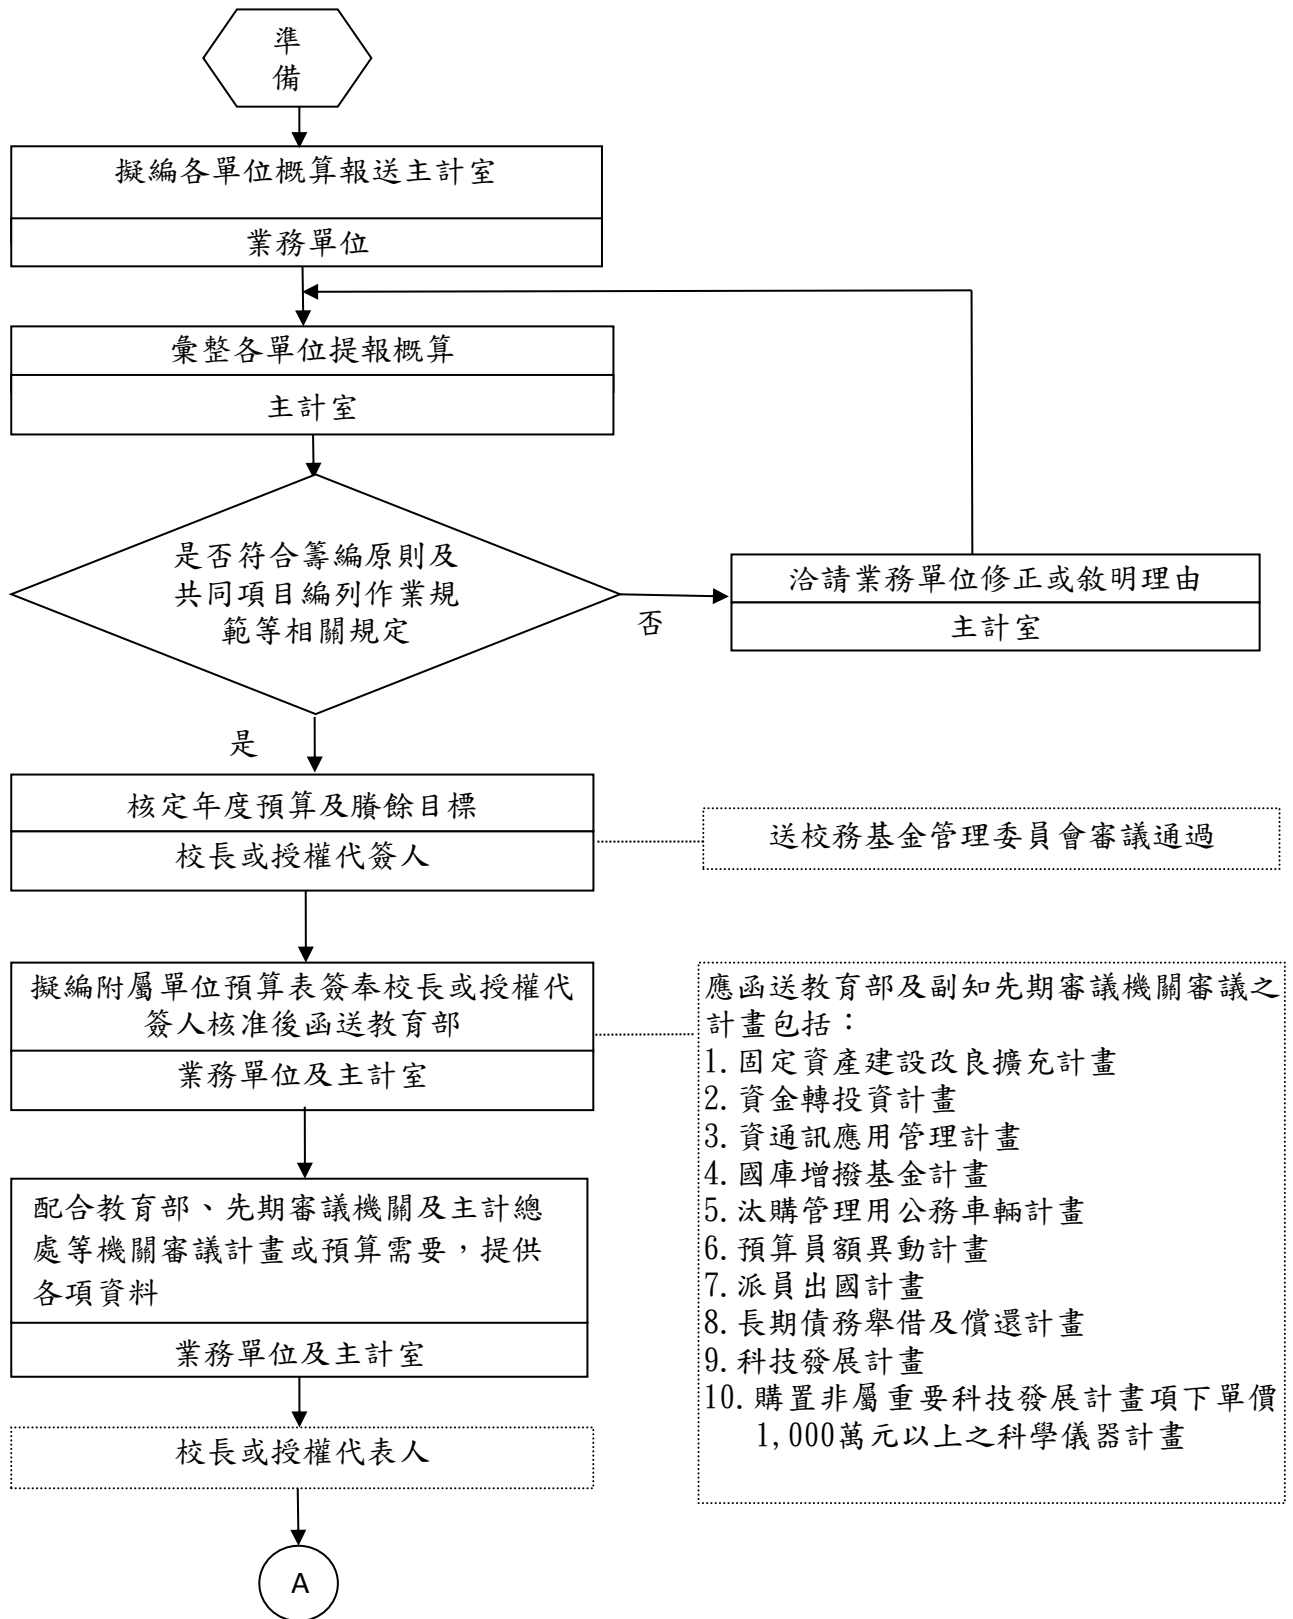 準
備
擬編各單位概算報送主計室
業務單位
彙整各單位提報概算
主計室
是否符合籌編原則及
共同項目編列作業規
範等相關規定
否
洽請業務單位修正或敘明理由
主計室
是
核定年度預算及賸餘目標
校長或授權代簽人
送校務基金管理委員會審議通過
擬編附屬單位預算表簽奉校長或授權代
簽人核准後函送教育部
業務單位及主計室
應函送教育部及副知先期審議機關審議之
計畫包括：
1.固定資產建設改良擴充計畫
2.資金轉投資計畫
3.資通訊應用管理計畫
4.國庫增撥基金計畫
5.汰購管理用公務車輛計畫
6.預算員額異動計畫
7.派員出國計畫
8.長期債務舉借及償還計畫
9.科技發展計畫
10.購置非屬重要科技發展計畫項下單價
1,000萬元以上之科學儀器計畫
配合教育部、先期審議機關及主計總
處等機關審議計畫或預算需要，提供
各項資料
業務單位及主計室
校長或授權代表人
A